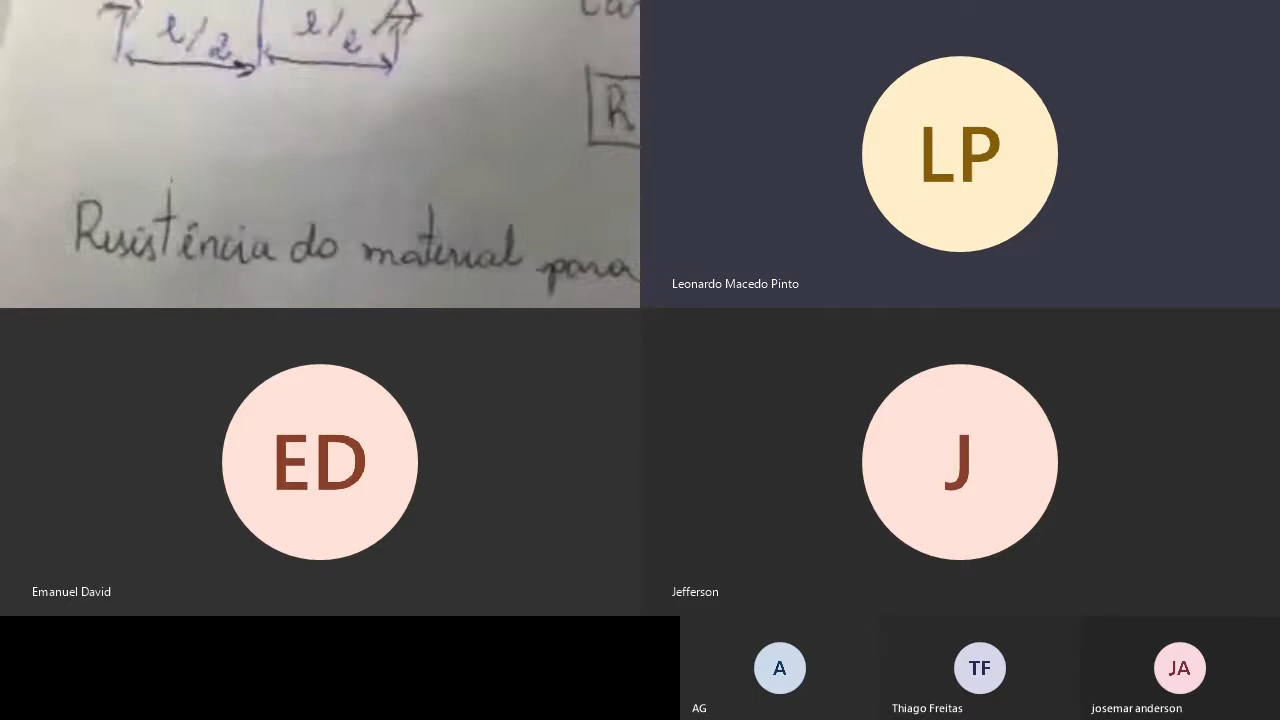 l/2 l/2
R
Resistência do material para
LP
Leonardo Macedo Pinto
ED
Emanuel David
J
Jefferson
A
AG
TF
Thiago Freitas
JA
josemar anderson